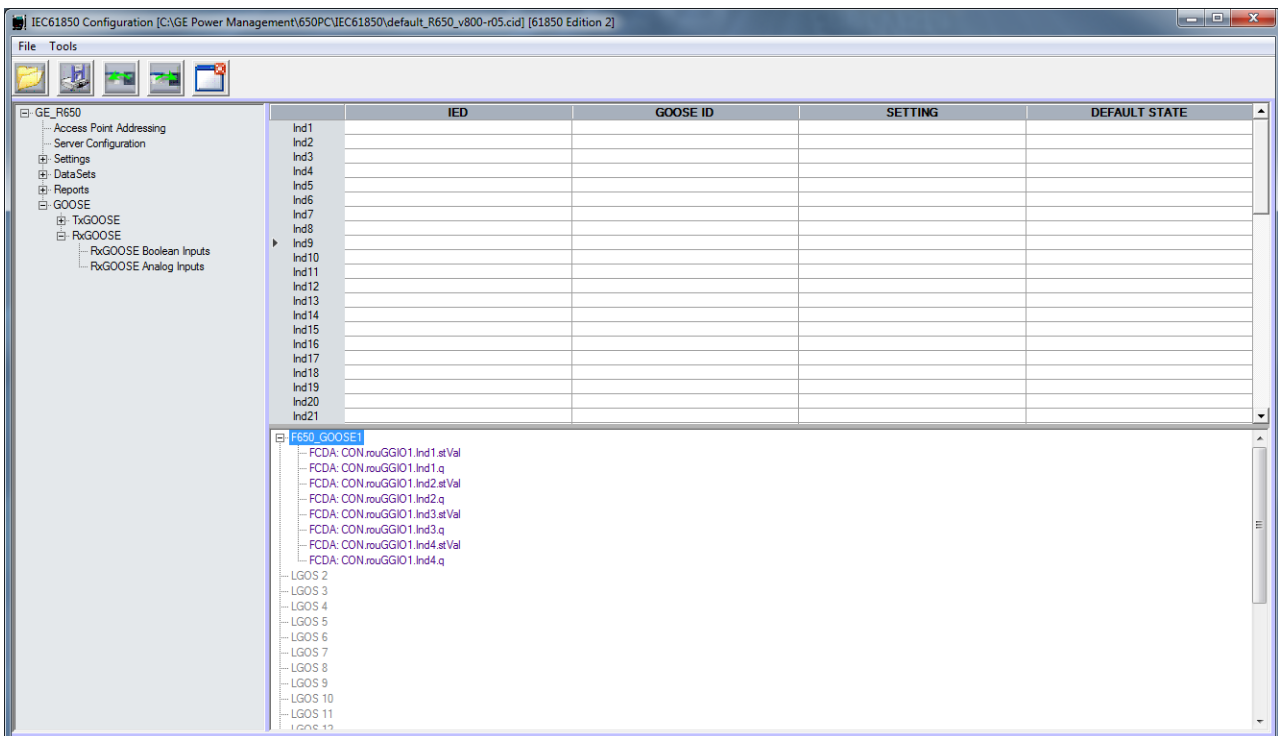 IEC61850 Configuration [C:\GE Power Management\650PC\IEC61850\default_R650_v800-r05.cid] [61850 Edition 2]
File Tools
GE_R650
Access Point Addressing
Server Configuration
Settings
DataSets
Reports
GOOSE
TxGOOSE
RxGOOSE
RxGOOSE Boolean Inputs
RxGOOSE Analog Inputs
IED GOOSE ID SETTING DEFAULT STATE
Ind1
Ind2
Ind3
Ind4
Ind5
Ind6
Ind7
Ind8
Ind9
Ind10
Ind11
Ind12
Ind13
Ind14
Ind15
Ind16
Ind17
Ind18
Ind19
Ind20
Ind21
F650_GOOSE1
FCDA: CON.rouGGIO1.Ind1.stVal
FCDA: CON.rouGGIO1.Ind1.q
FCDA: CON.rouGGIO1.Ind2.stVal
FCDA: CON.rouGGIO1.Ind2.q
FCDA: CON.rouGGIO1.Ind3.stVal
FCDA: CON.rouGGIO1.Ind3.q
FCDA: CON.rouGGIO1.Ind4.stVal
FCDA: CON.rouGGIO1.Ind4.q
LGOS 2
LGOS 3
LGOS 4
LGOS 5
LGOS 6
LGOS 7
LGOS 8
LGOS 9
LGOS 10
LGOS 11
LGOS 12